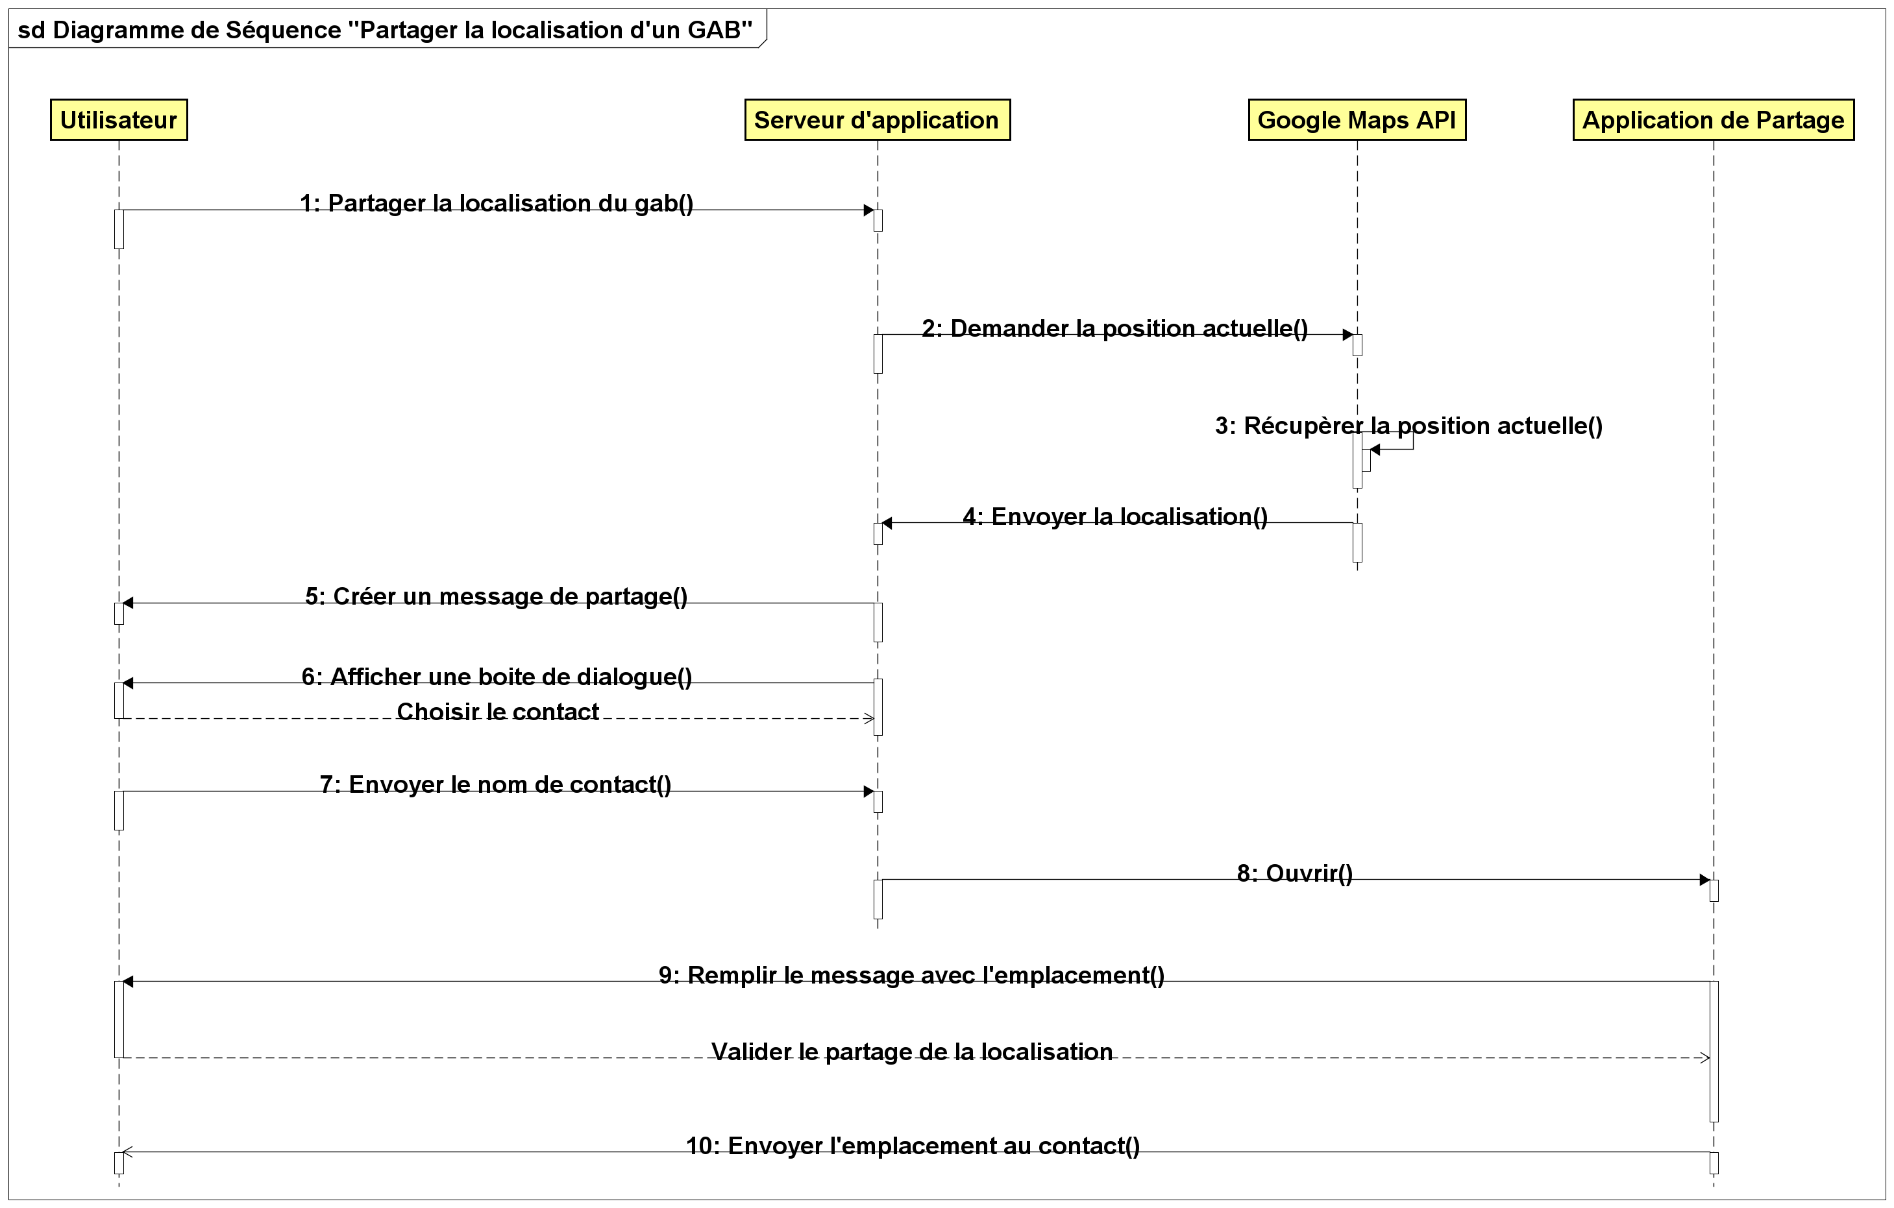 sd Diagramme de Séquence "Partager la localisation d'un GAB"
Utilisateur
Serveur d'application
Google Maps API
Application de Partage
1: Partager la localisation du gab()
2: Demander la position actuelle()
3: Récupèrer la position actuelle()
4: Envoyer la localisation()
5: Créer un message de partage()
6: Afficher une boite de dialogue()
Choisir le contact
7: Envoyer le nom de contact()
8: Ouvrir()
9: Remplir le message avec l'emplacement()
Valider le partage de la localisation
10: Envoyer l'emplacement au contact()